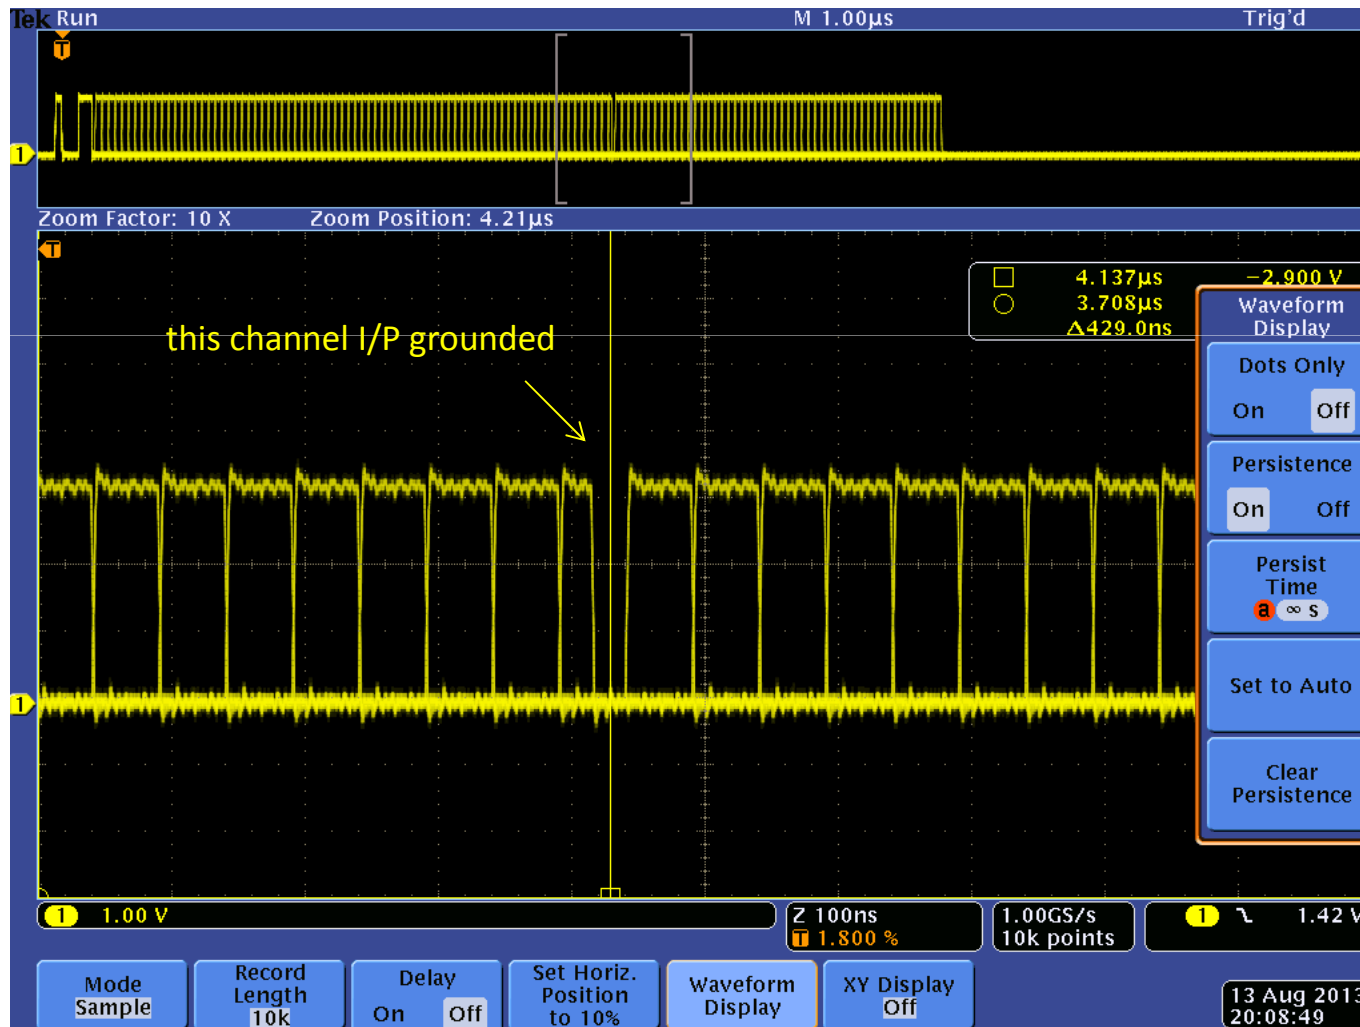 Tek Run M 1.00µs Trig'd
T
1
Zoom Factor: 10 X Zoom Position: 4.21µs
T
4.137µs −2.900 V
3.708µs
Δ429.0ns
this channel I/P grounded
Waveform
Display
Dots Only
On Off
Persistence
On Off
Persist
Time
a ∞ s
1
Set to Auto
Clear
Persistence
1 1.00 V
Z 100ns
T 1.800 %
1.00GS/s
10k points
1 1.42 V
Mode
Sample
Record
Length
10k
Delay
On Off
Set Horiz.
Position
to 10%
Waveform
Display
XY Display
Off
13 Aug 2013
20:08:49